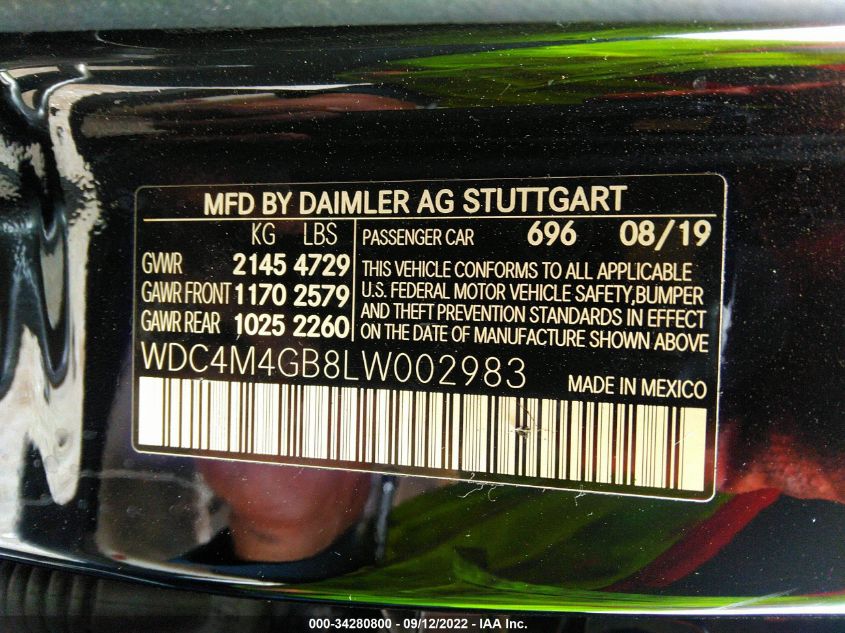 MFD BY DAIMLER AG STUTTGART
KG LBS
GVWR 2145 4729
GAWR FRONT 1170 2579
GAWR REAR 1025 2260
PASSENGER CAR 696 08/19
THIS VEHICLE CONFORMS TO ALL APPLICABLE
U.S. FEDERAL MOTOR VEHICLE SAFETY,BUMPER
AND THEFT PREVENTION STANDARDS IN EFFECT
ON THE DATE OF MANUFACTURE SHOWN ABOVE
WDC4M4GB8LW002983
MADE IN MEXICO
000-34280800 - 09/12/2022 - IAA Inc.